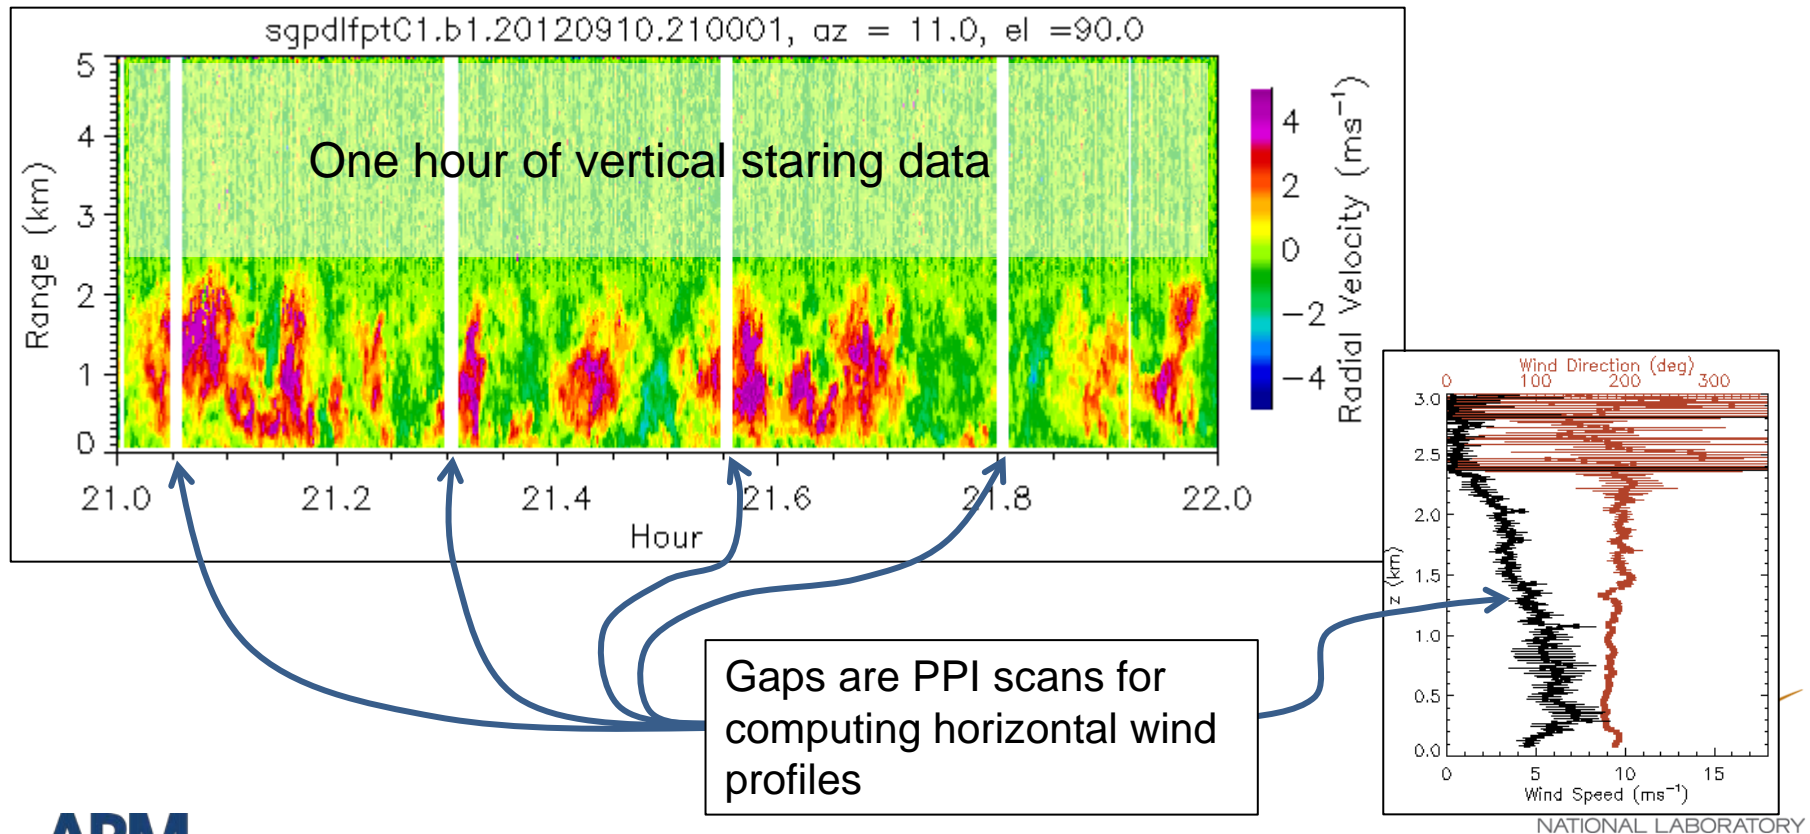 sgpdlfptC1.b1.20120910.210001, az = 11.0, el =90.0
5
4
3
2
1
0
Range (km)
One hour of vertical staring data
21.0 21.2 21.4 21.6 21.8 22.0
Hour
4
2
0
−2
−4
Radial Velocity (ms⁻¹)
Wind Direction (deg)
0 100 200 300
3.0
2.5
2.0
1.5
1.0
0.5
0.0
z (km)
0 5 10 15
Wind Speed (ms⁻¹)
Gaps are PPI scans for
computing horizontal wind
profiles
ARM
NATIONAL LABORATORY